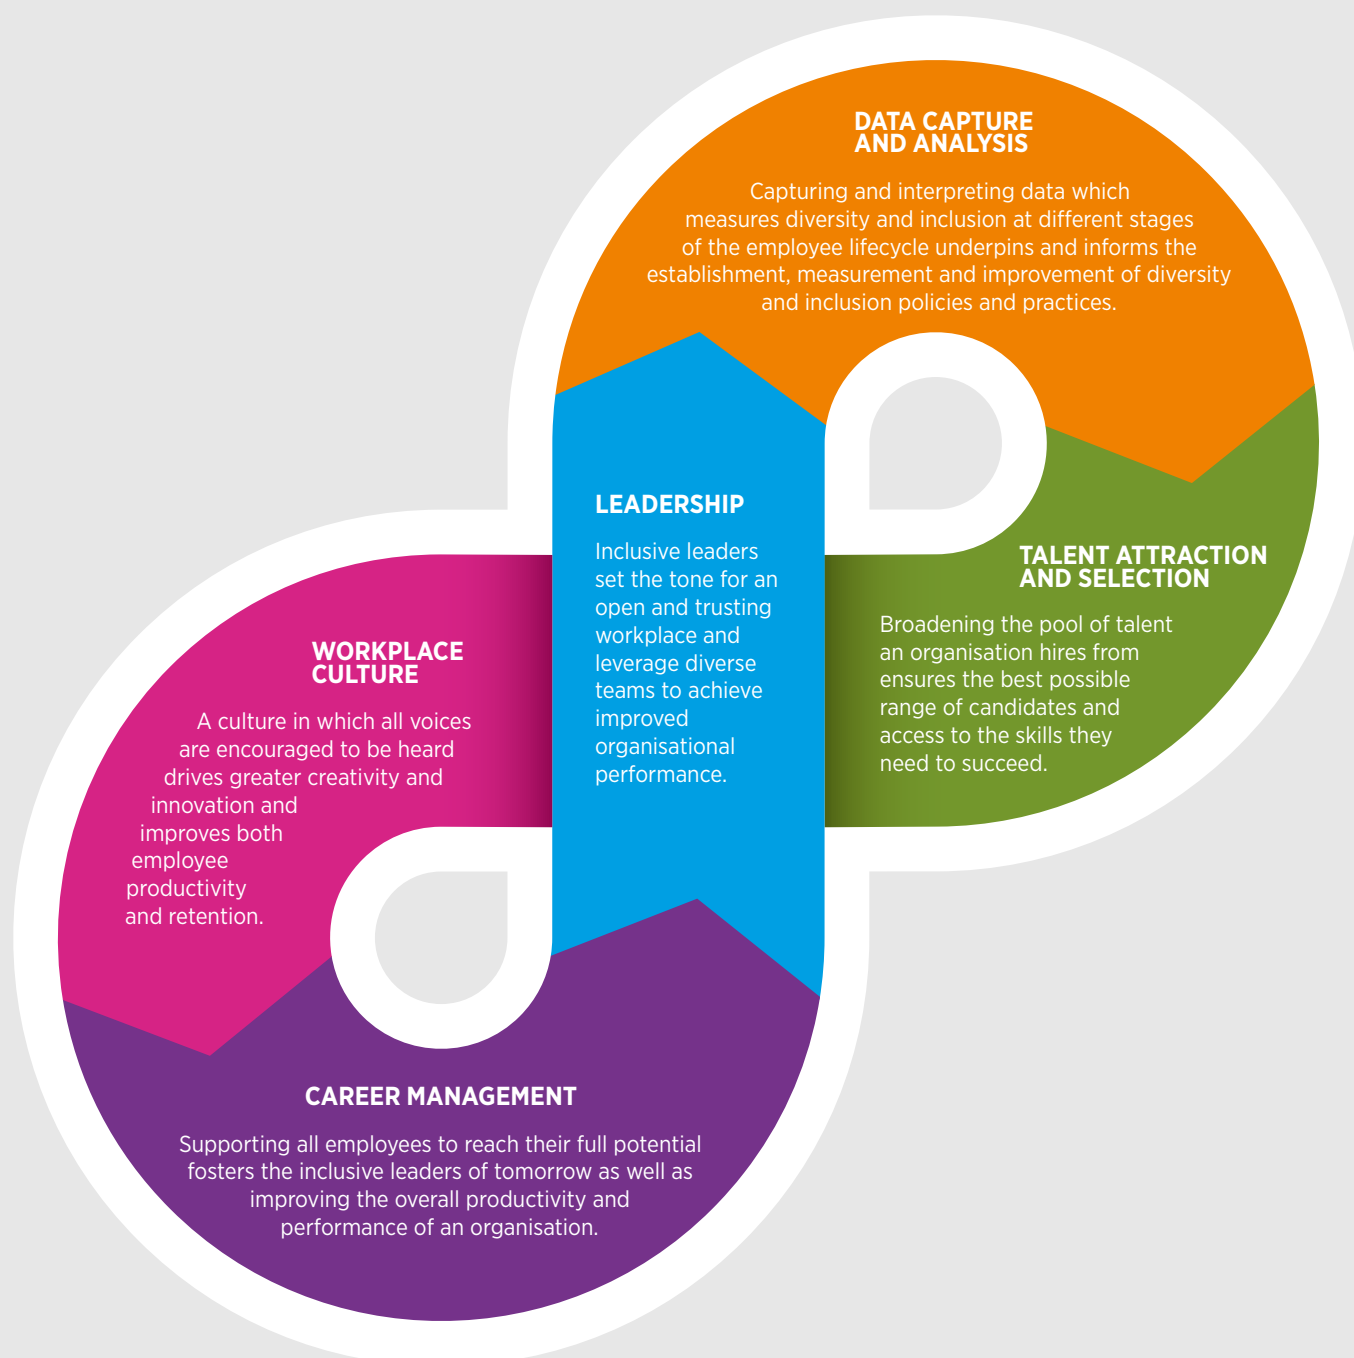 DATA CAPTURE
AND ANALYSIS
Capturing and interpreting data which
measures diversity and inclusion at different stages
of the employee lifecycle underpins and informs the
establishment, measurement and improvement of diversity
and inclusion policies and practices.
LEADERSHIP
Inclusive leaders
set the tone for an
open and trusting
workplace and
leverage diverse
teams to achieve
improved
organisational
performance.
TALENT ATTRACTION
AND SELECTION
Broadening the pool of talent
an organisation hires from
ensures the best possible
range of candidates and
access to the skills they
need to succeed.
WORKPLACE
CULTURE
A culture in which all voices
are encouraged to be heard
drives greater creativity and
innovation and
improves both
employee
productivity
and retention.
CAREER MANAGEMENT
Supporting all employees to reach their full potential
fosters the inclusive leaders of tomorrow as well as
improving the overall productivity and
performance of an organisation.